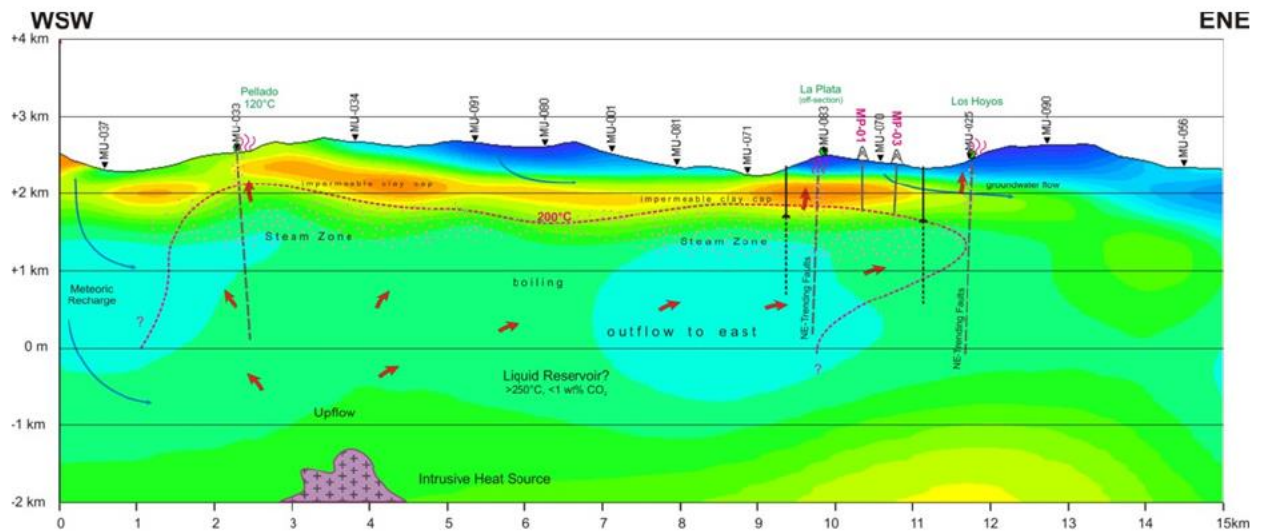 WSW
ENE
+4 km
+3 km
+2 km
+1 km
0 m
-1 km
-2 km
Pellado
120°C
La Plata
(off-section)
Los Hoyos
MU-037
MU-033
MU-034
MU-091
MU-080
MU-001
MU-081
MU-071
MU-083
MP-01
MU-070
MP-03
MU-025
MU-090
MU-056
impermeable clay cap
impermeable clay cap
groundwater flow
200°C
Steam Zone
Steam Zone
boiling
Meteoric
Recharge
outflow to east
NE-Trending Faults
NE-Trending Faults
?
?
Liquid Reservoir?
>250°C, <1 wt% CO₂
Upflow
Intrusive Heat Source
0 1 2 3 4 5 6 7 8 9 10 11 12 13 14 15km